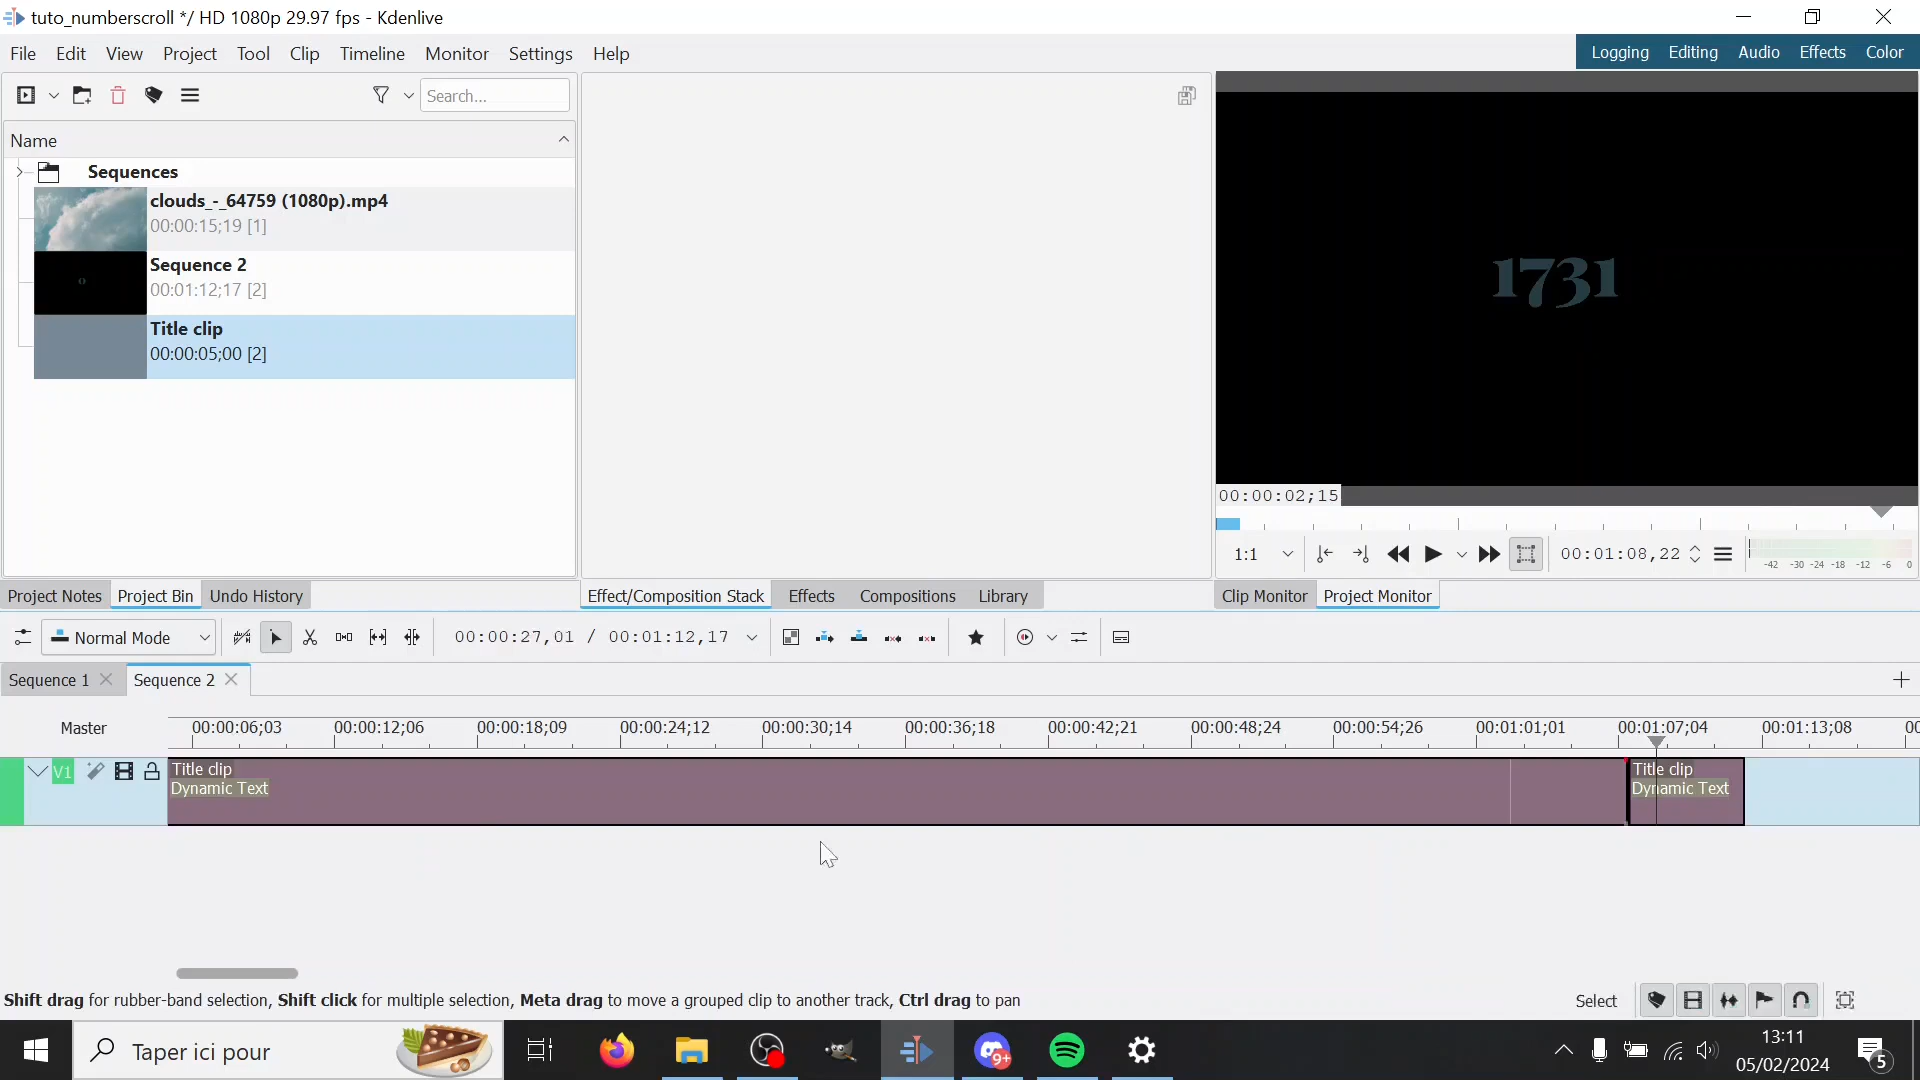 tuto_numberscroll */ HD 1080p 29.97 fps - Kdenlive
File Edit View Project Tool Clip Timeline Monitor Settings Help
Logging Editing Audio Effects Color
Search...
Name
Sequences
clouds_-_64759 (1080p).mp4
00:00:15;19 [1]
Sequence 2
00:01:12;17 [2]
Title clip
00:00:05;00 [2]
1731
00:00:02;15
1:1
00:01:08,22
-42 -30 -24 -18 -12 -6 0
Project Notes Project Bin Undo History
Effect/Composition Stack Effects Compositions Library
Clip Monitor Project Monitor
Normal Mode
00:00:27,01 / 00:01:12,17
Sequence 1
Sequence 2
Master
00:00:06;03 00:00:12;06 00:00:18;09 00:00:24;12 00:00:30;14 00:00:36;18 00:00:42;21 00:00:48;24 00:00:54;26 00:01:01;01 00:01:07;04 00:01:13;08
V1
Title clip
Dynamic Text
Title clip
Dynamic Text
Shift drag for rubber-band selection, Shift click for multiple selection, Meta drag to move a grouped clip to another track, Ctrl drag to pan
Select
Taper ici pour
9+
13:11
05/02/2024
5